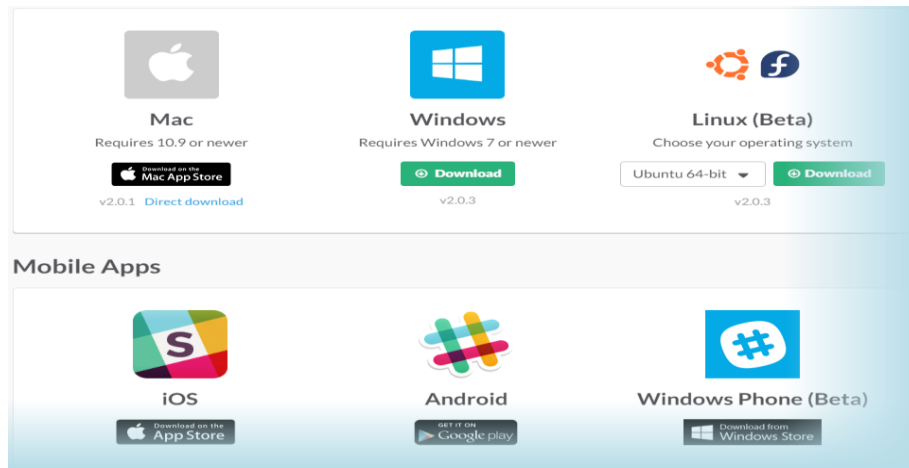 Mac
Requires 10.9 or newer
Download on the
Mac App Store
v2.0.1 Direct download
Windows
Requires Windows 7 or newer
Download
v2.0.3
Linux (Beta)
Choose your operating system
Ubuntu 64-bit Download
v2.0.3
Mobile Apps
S
iOS
Download on the
App Store
Android
GET IT ON
Google play
Windows Phone (Beta)
Download from
Windows Store